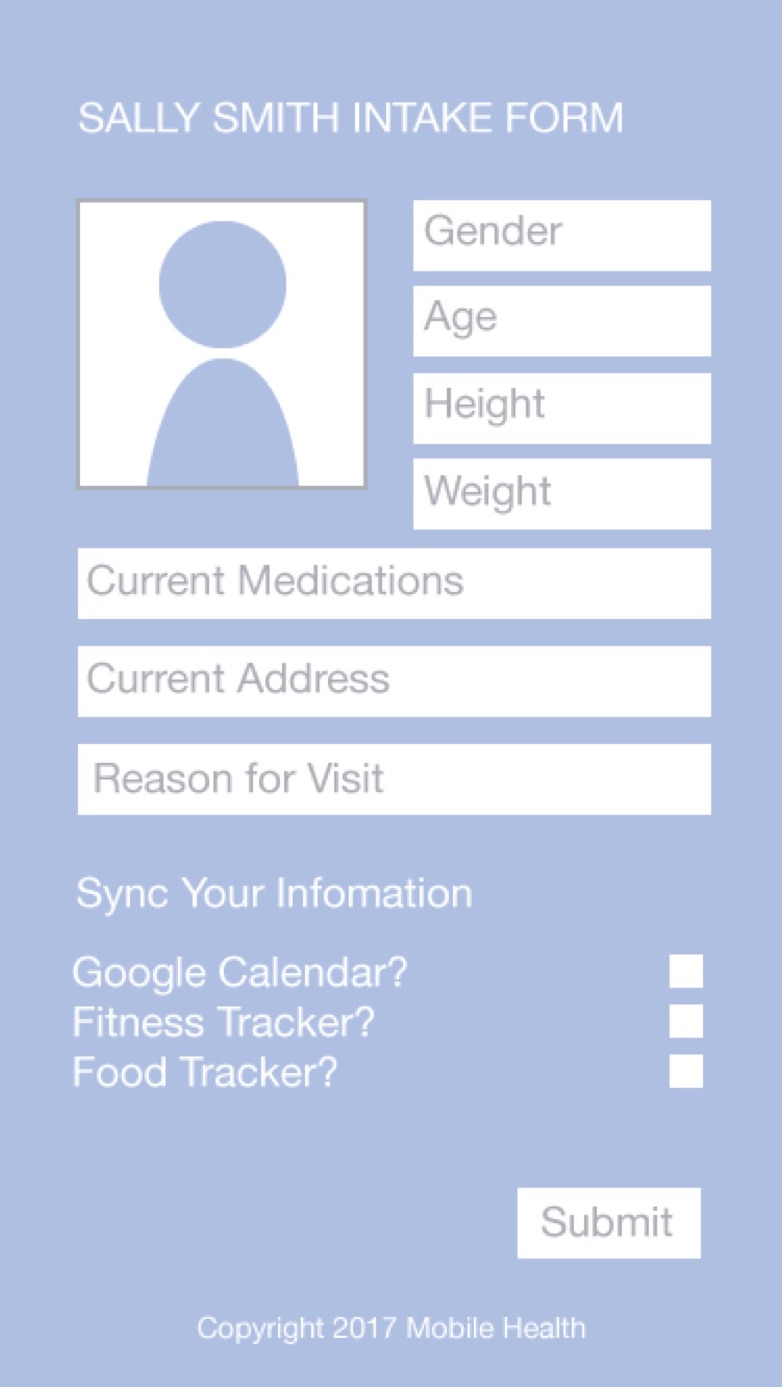 SALLY SMITH INTAKE FORM
Gender
Age
Height
Weight
Current Medications
Current Address
Reason for Visit
Sync Your Infomation
Google Calendar?
Fitness Tracker?
Food Tracker?
Submit
Copyright 2017 Mobile Health